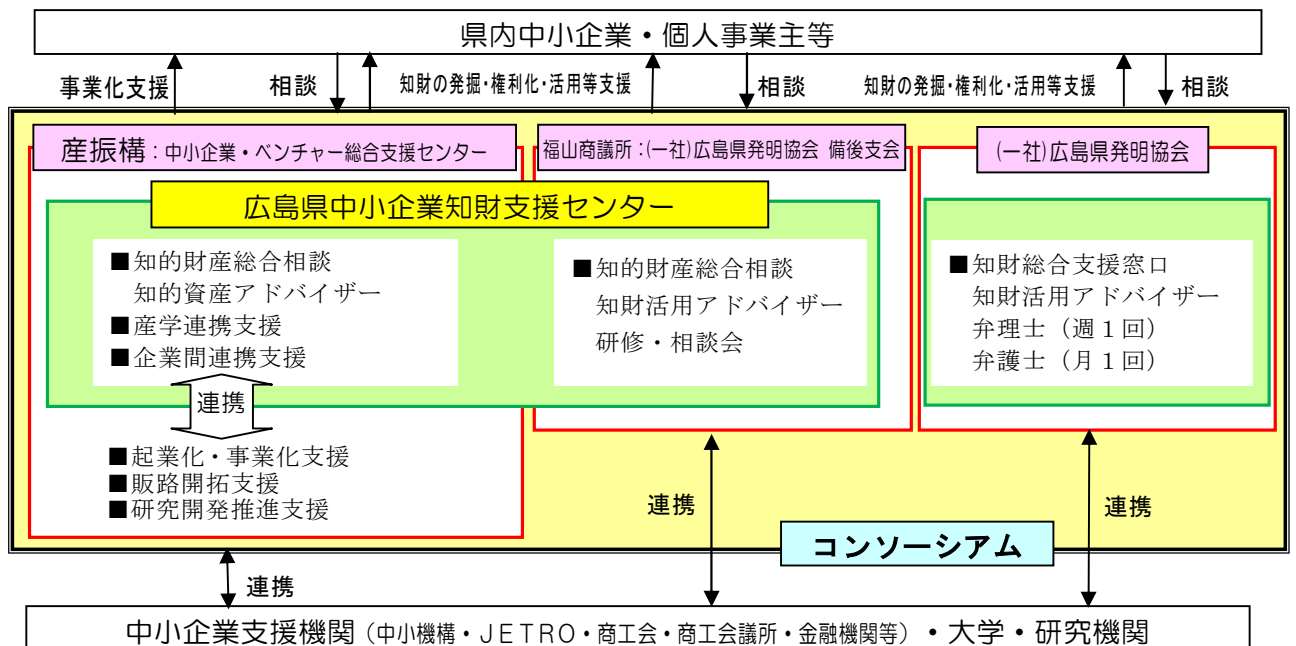 県内中小企業・個人事業主等
事業化支援
相談
知財の発掘・権利化・活用等支援
相談
知財の発掘・権利化・活用等支援
相談
産振構：中小企業・ベンチャー総合支援センター
福山商議所：(一社)広島県発明協会 備後支会
(一社)広島県発明協会
広島県中小企業知財支援センター
■知的財産総合相談
知的資産アドバイザー
■産学連携支援
■企業間連携支援
■知的財産総合相談
知財活用アドバイザー
研修・相談会
■知財総合支援窓口
知財活用アドバイザー
弁理士（週１回）
弁護士（月１回）
連携
■起業化・事業化支援
■販路開拓支援
■研究開発推進支援
連携
連携
コンソーシアム
連携
中小企業支援機関（中小機構・ＪＥＴＲＯ・商工会・商工会議所・金融機関等）・大学・研究機関